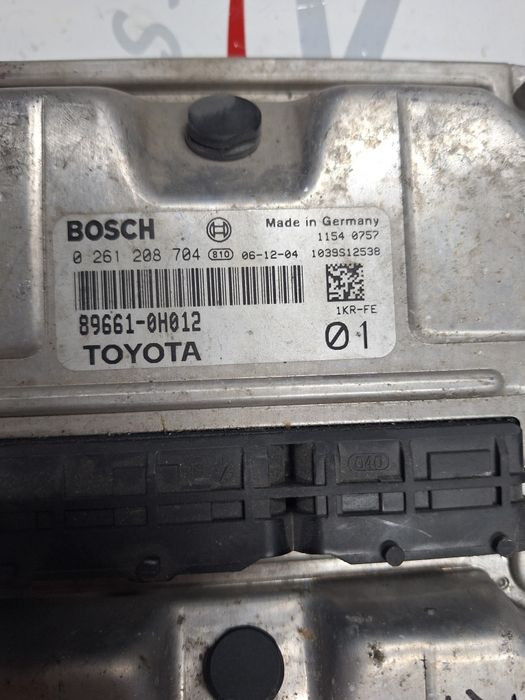 BOSCH Made in Germany
1154 0757
0 261 208 704 810 06-12-04 1039S12538
89661-0H012 1KR-FE
TOYOTA 01
040